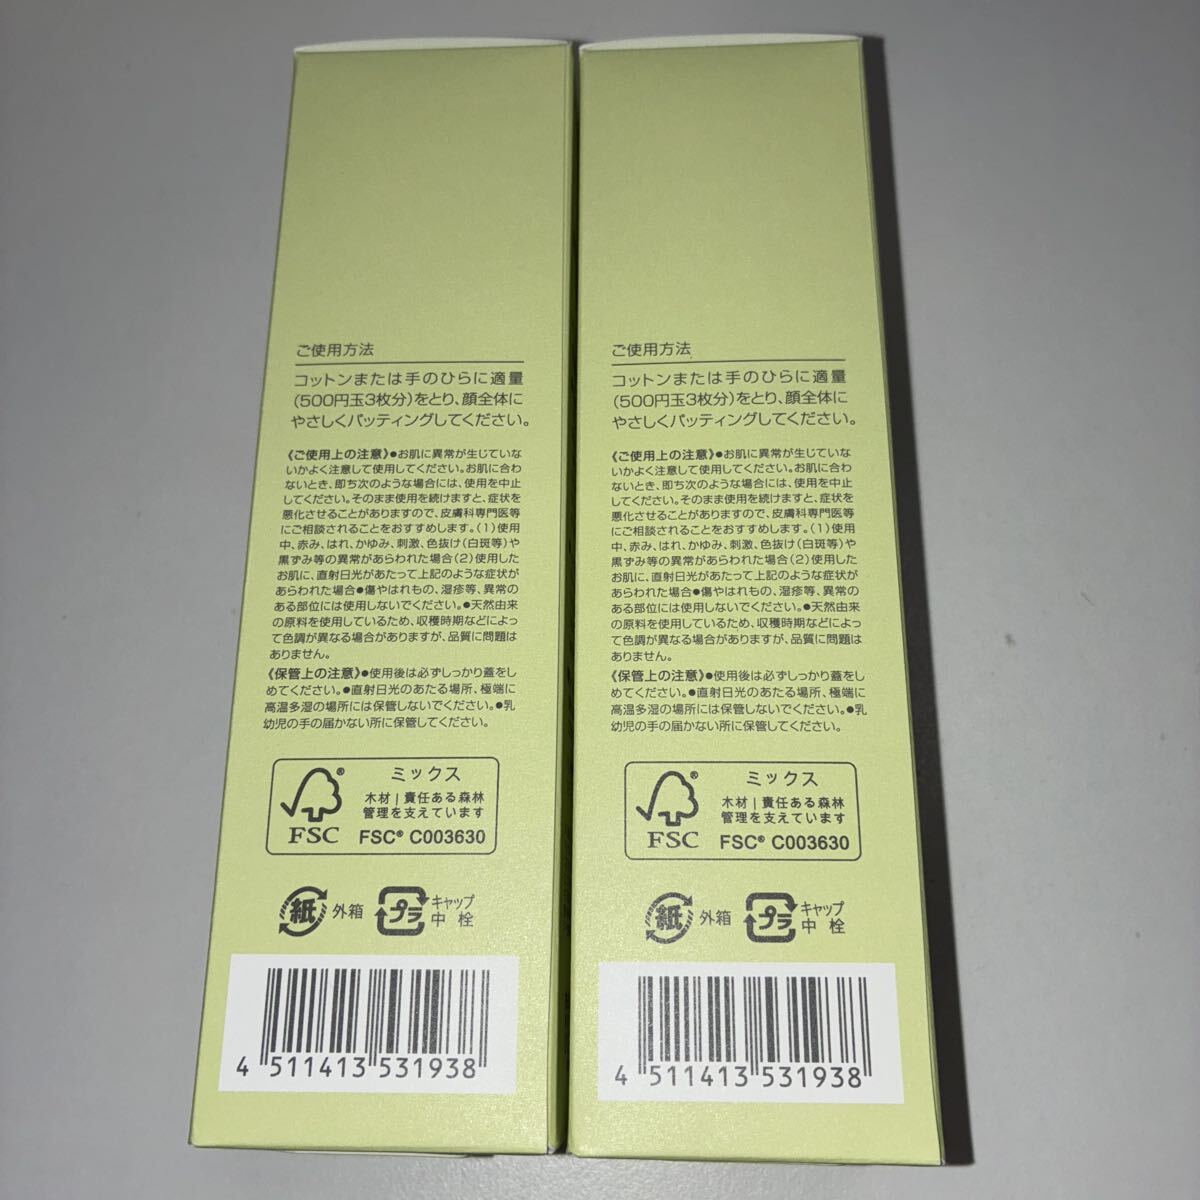 ご使用方法
コットンまたは手のひらに適量
(500円玉3枚分)をとり、顔全体に
やさしくパッティングしてください。
《ご使用上の注意》●お肌に異常が生じていな
いかよく注意して使用してください。お肌に合わ
ないとき、即ち次のような場合には、使用を中止
してください。そのまま使用を続けますと、症状を
悪化させることがありますので、皮膚科専門医等
にご相談されることをおすすめします。(1)使用
中、赤み、はれ、かゆみ、刺激、色抜け(白斑等)や
黒ずみ等の異常があらわれた場合(2)使用した
お肌に、直射日光があたって上記のような症状が
あらわれた場合●傷やはれもの、湿疹等、異常の
ある部位には使用しないでください。●天然由来
の原料を使用しているため、収穫時期などによっ
て色調が異なる場合がありますが、品質に問題は
ありません。
《保管上の注意》●使用後は必ずしっかり蓋をし
めてください。●直射日光のあたる場所、極端に
高温多湿の場所には保管しないでください。●乳
幼児の手の届かない所に保管してください。
FSC®
ミックス
木材|責任ある森林
管理を支えています
FSC® C003630
紙 外箱 プラ キャップ
中栓
4 511413 531938
ご使用方法
コットンまたは手のひらに適量
(500円玉3枚分)をとり、顔全体に
やさしくパッティングしてください。
《ご使用上の注意》●お肌に異常が生じていな
いかよく注意して使用してください。お肌に合わ
ないとき、即ち次のような場合には、使用を中止
してください。そのまま使用を続けますと、症状を
悪化させることがありますので、皮膚科専門医等
にご相談されることをおすすめします。(1)使用
中、赤み、はれ、かゆみ、刺激、色抜け(白斑等)や
黒ずみ等の異常があらわれた場合(2)使用した
お肌に、直射日光があたって上記のような症状が
あらわれた場合●傷やはれもの、湿疹等、異常の
ある部位には使用しないでください。●天然由来
の原料を使用しているため、収穫時期などによっ
て色調が異なる場合がありますが、品質に問題は
ありません。
《保管上の注意》●使用後は必ずしっかり蓋をし
めてください。●直射日光のあたる場所、極端に
高温多湿の場所には保管しないでください。●乳
幼児の手の届かない所に保管してください。
FSC®
ミックス
木材|責任ある森林
管理を支えています
FSC® C003630
紙 外箱 プラ キャップ
中栓
4 511413 531938